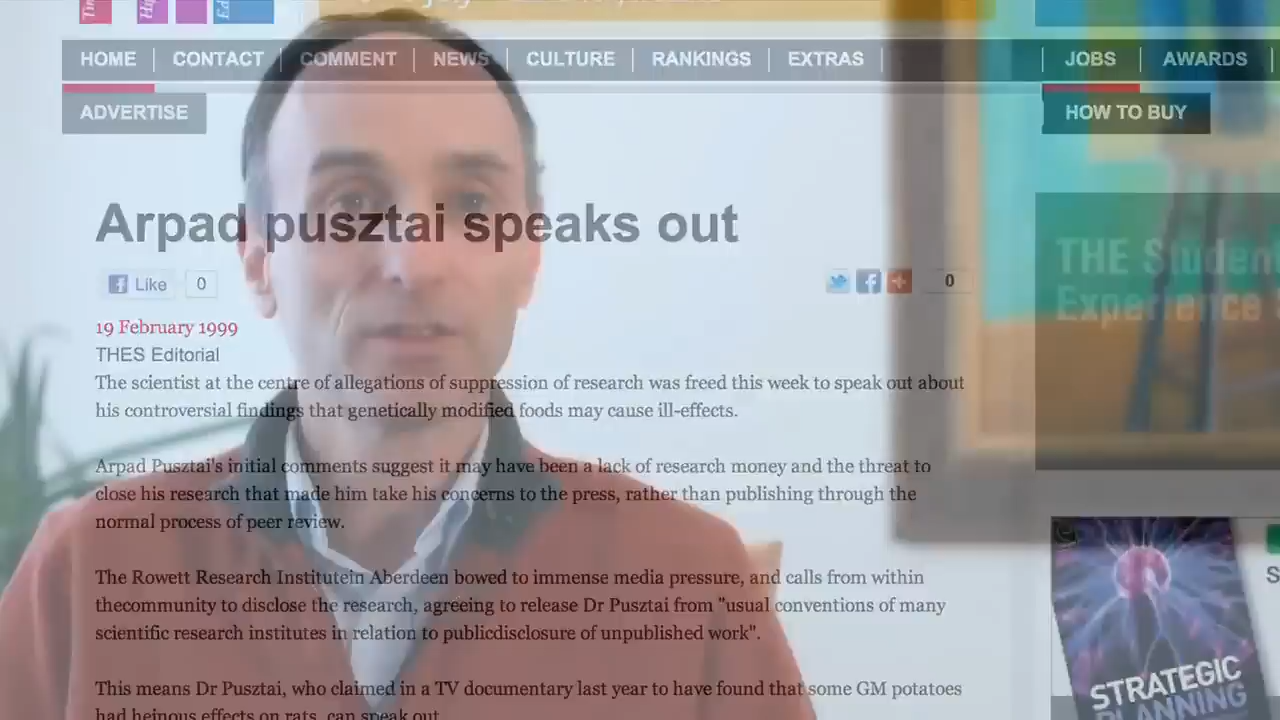 HOME CONTACT COMMENT NEWS CULTURE RANKINGS EXTRAS JOBS AWARDS
ADVERTISE HOW TO BUY
Arpad pusztai speaks out
Like 0
0
19 February 1999
THES Editorial
The scientist at the centre of allegations of suppression of research was freed this week to speak out about
his controversial findings that genetically modified foods may cause ill-effects.
Arpad Pusztai's initial comments suggest it may have been a lack of research money and the threat to
close his research that made him take his concerns to the press, rather than publishing through the
normal process of peer review.
The Rowett Research Institutein Aberdeen bowed to immense media pressure, and calls from within
thecommunity to disclose the research, agreeing to release Dr Pusztai from "usual conventions of many
scientific research institutes in relation to publicdisclosure of unpublished work".
This means Dr Pusztai, who claimed in a TV documentary last year to have found that some GM potatoes
had heinous effects on rats, can speak out.
THE Studen
Experience
STRATEGIC
PLANNING